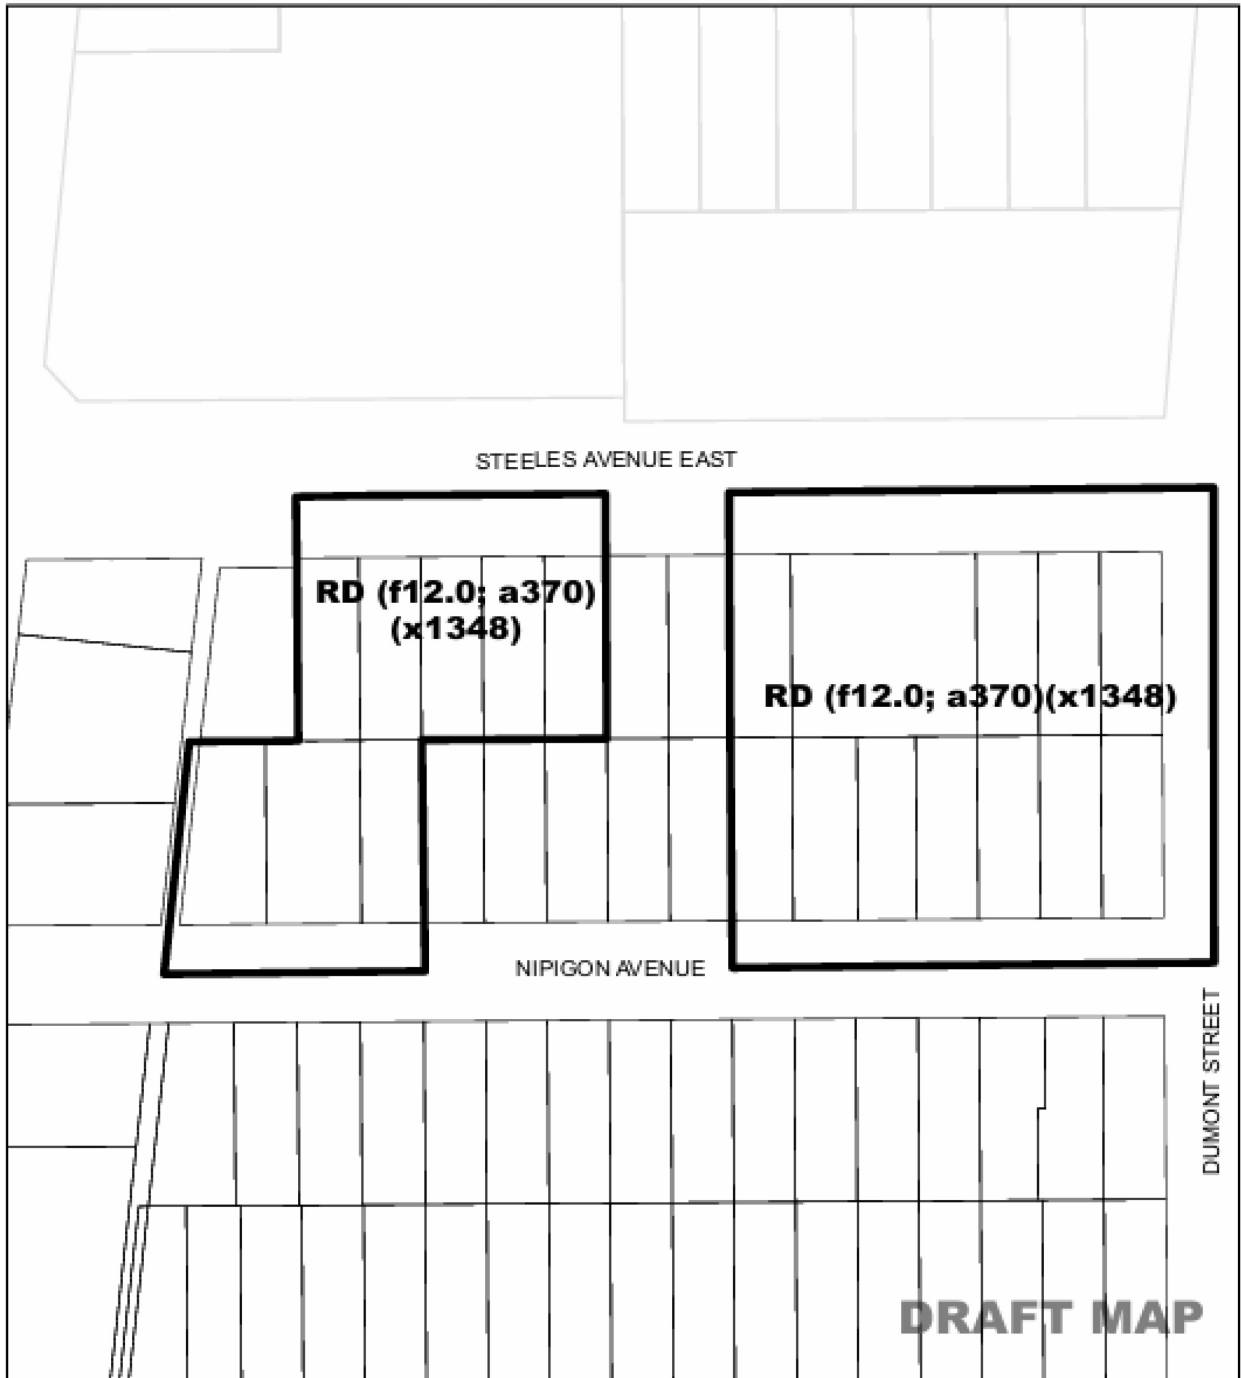 STEELES AVENUE EAST
RD (f12.0; a370)
(x1348)
RD (f12.0; a370)(x1348)
NIPIGON AVENUE
DUMONT STREET
DRAFT MAP